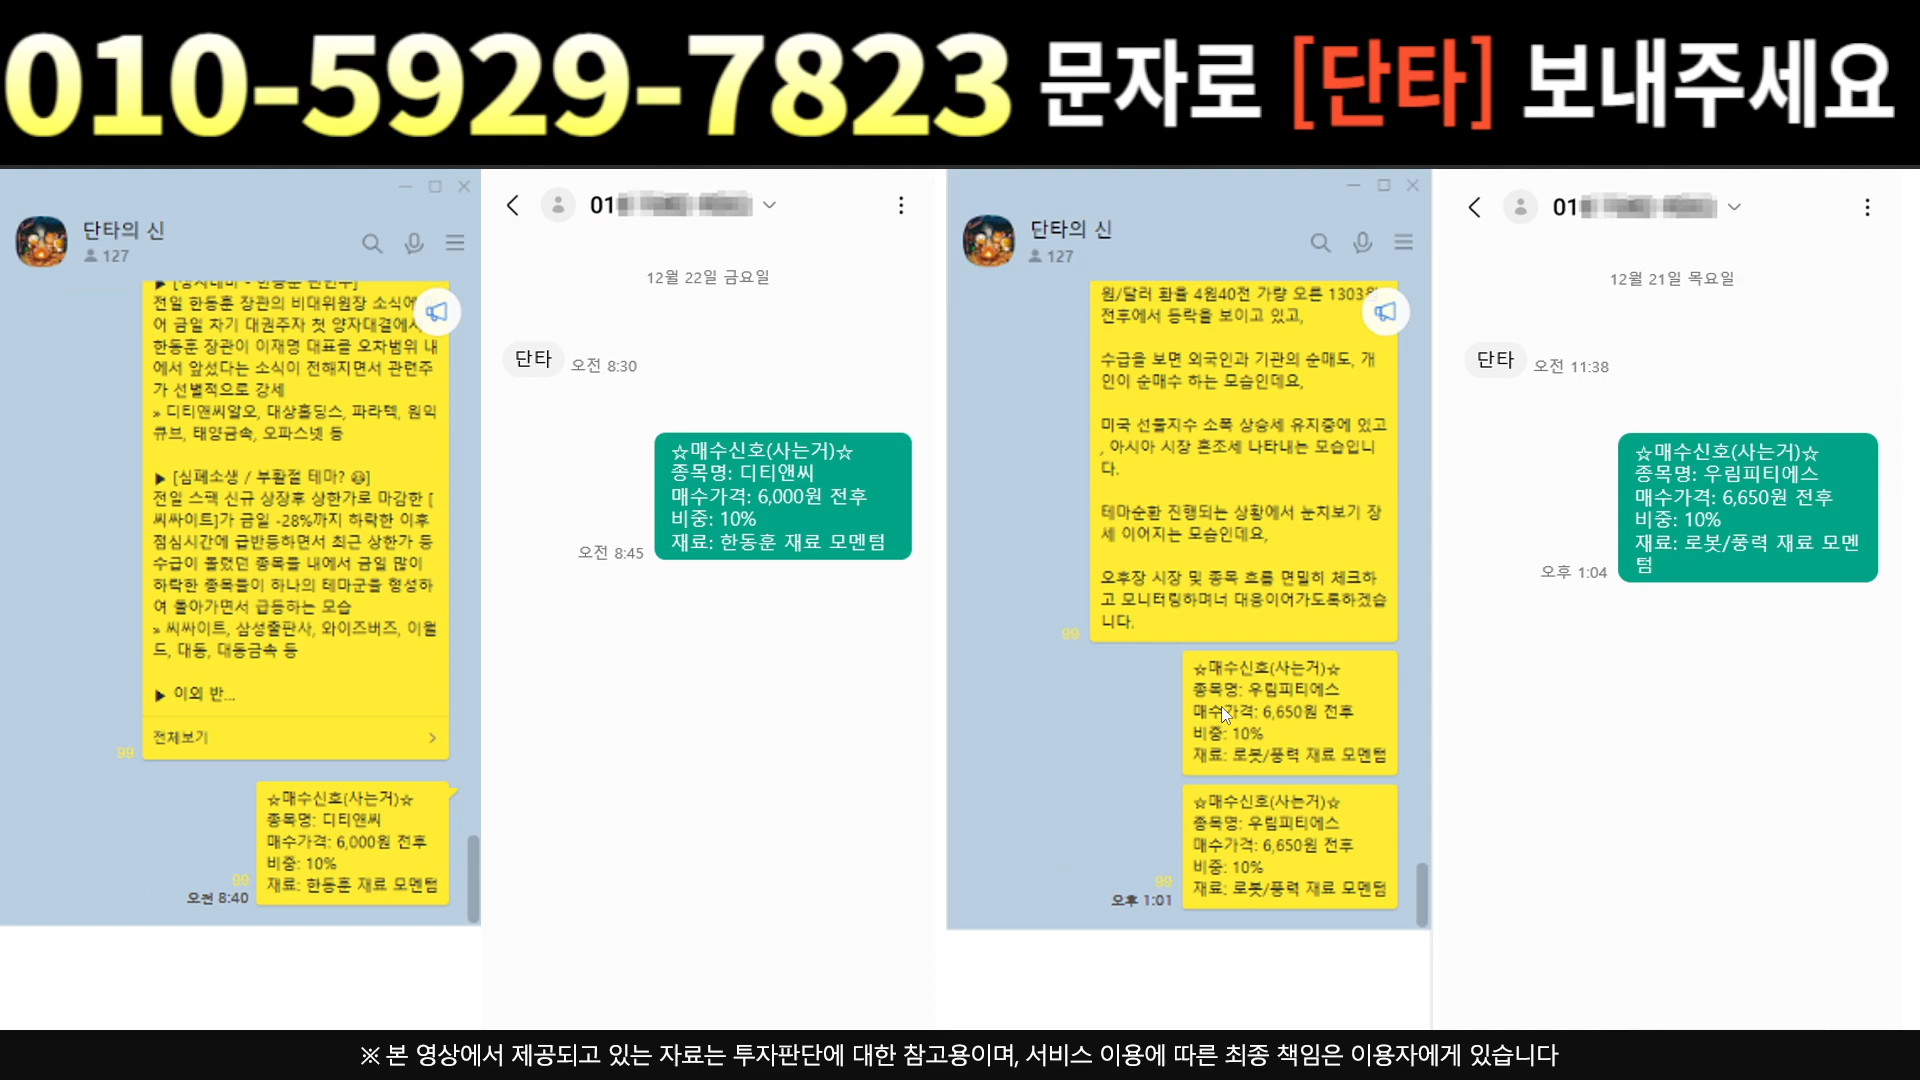 010-5929-7823 문자로 [단타] 보내주세요
단타의 신
127
전일 한동훈 장관의 비대위원장 소식에
어 금일 차기 대권주자 첫 양자대결에서
한동훈 장관이 이재명 대표를 오차범위 내
에서 앞섰다는 소식이 전해지면서 관련주
가 선별적으로 강세
» 디티앤씨알오, 대상홀딩스, 파라텍, 원익
큐브, 태양금속, 오파스넷 등
▶ [심폐소생 / 부활절 테마? 😂]
전일 스팩 신규 상장후 상한가로 마감한 [
씨싸이트]가 금일 -28%까지 하락한 이후
점심시간에 급반등하면서 최근 상한가 등
수급이 몰렸던 종목들 내에서 금일 많이
하락한 종목들이 하나의 테마군을 형성하
여 돌아가면서 급등하는 모습
» 씨싸이트, 삼성출판사, 와이즈버즈, 이월
드, 대동, 대동금속 등
▶ 이외 반...
전체보기
99
☆매수신호(사는거)☆
종목명: 디티앤씨
매수가격: 6,000원 전후
비중: 10%
재료: 한동훈 재료 모멘텀
99
오전 8:40
01
12월 22일 금요일
단타
오전 8:30
☆매수신호(사는거)☆
종목명: 디티앤씨
매수가격: 6,000원 전후
비중: 10%
재료: 한동훈 재료 모멘텀
오전 8:45
단타의 신
127
원/달러 환율 4원40전 가량 오른 1303원
전후에서 등락을 보이고 있고,
수급을 보면 외국인과 기관의 순매도, 개
인이 순매수 하는 모습인데요,
미국 선물지수 소폭 상승세 유지중에 있고
, 아시아 시장 혼조세 나타내는 모습입니
다.
테마순환 진행되는 상황에서 눈치보기 장
세 이어지는 모습인데요,
오후장 시장 및 종목 흐름 면밀히 체크하
고 모니터링하며너 대응이어가도록하겠습
니다.
99
☆매수신호(사는거)☆
종목명: 우림피티에스
매수가격: 6,650원 전후
비중: 10%
재료: 로봇/풍력 재료 모멘텀
☆매수신호(사는거)☆
종목명: 우림피티에스
매수가격: 6,650원 전후
비중: 10%
재료: 로봇/풍력 재료 모멘텀
99
오후 1:01
01
12월 21일 목요일
단타
오전 11:38
☆매수신호(사는거)☆
종목명: 우림피티에스
매수가격: 6,650원 전후
비중: 10%
재료: 로봇/풍력 재료 모멘
텀
오후 1:04
※ 본 영상에서 제공되고 있는 자료는 투자판단에 대한 참고용이며, 서비스 이용에 따른 최종 책임은 이용자에게 있습니다